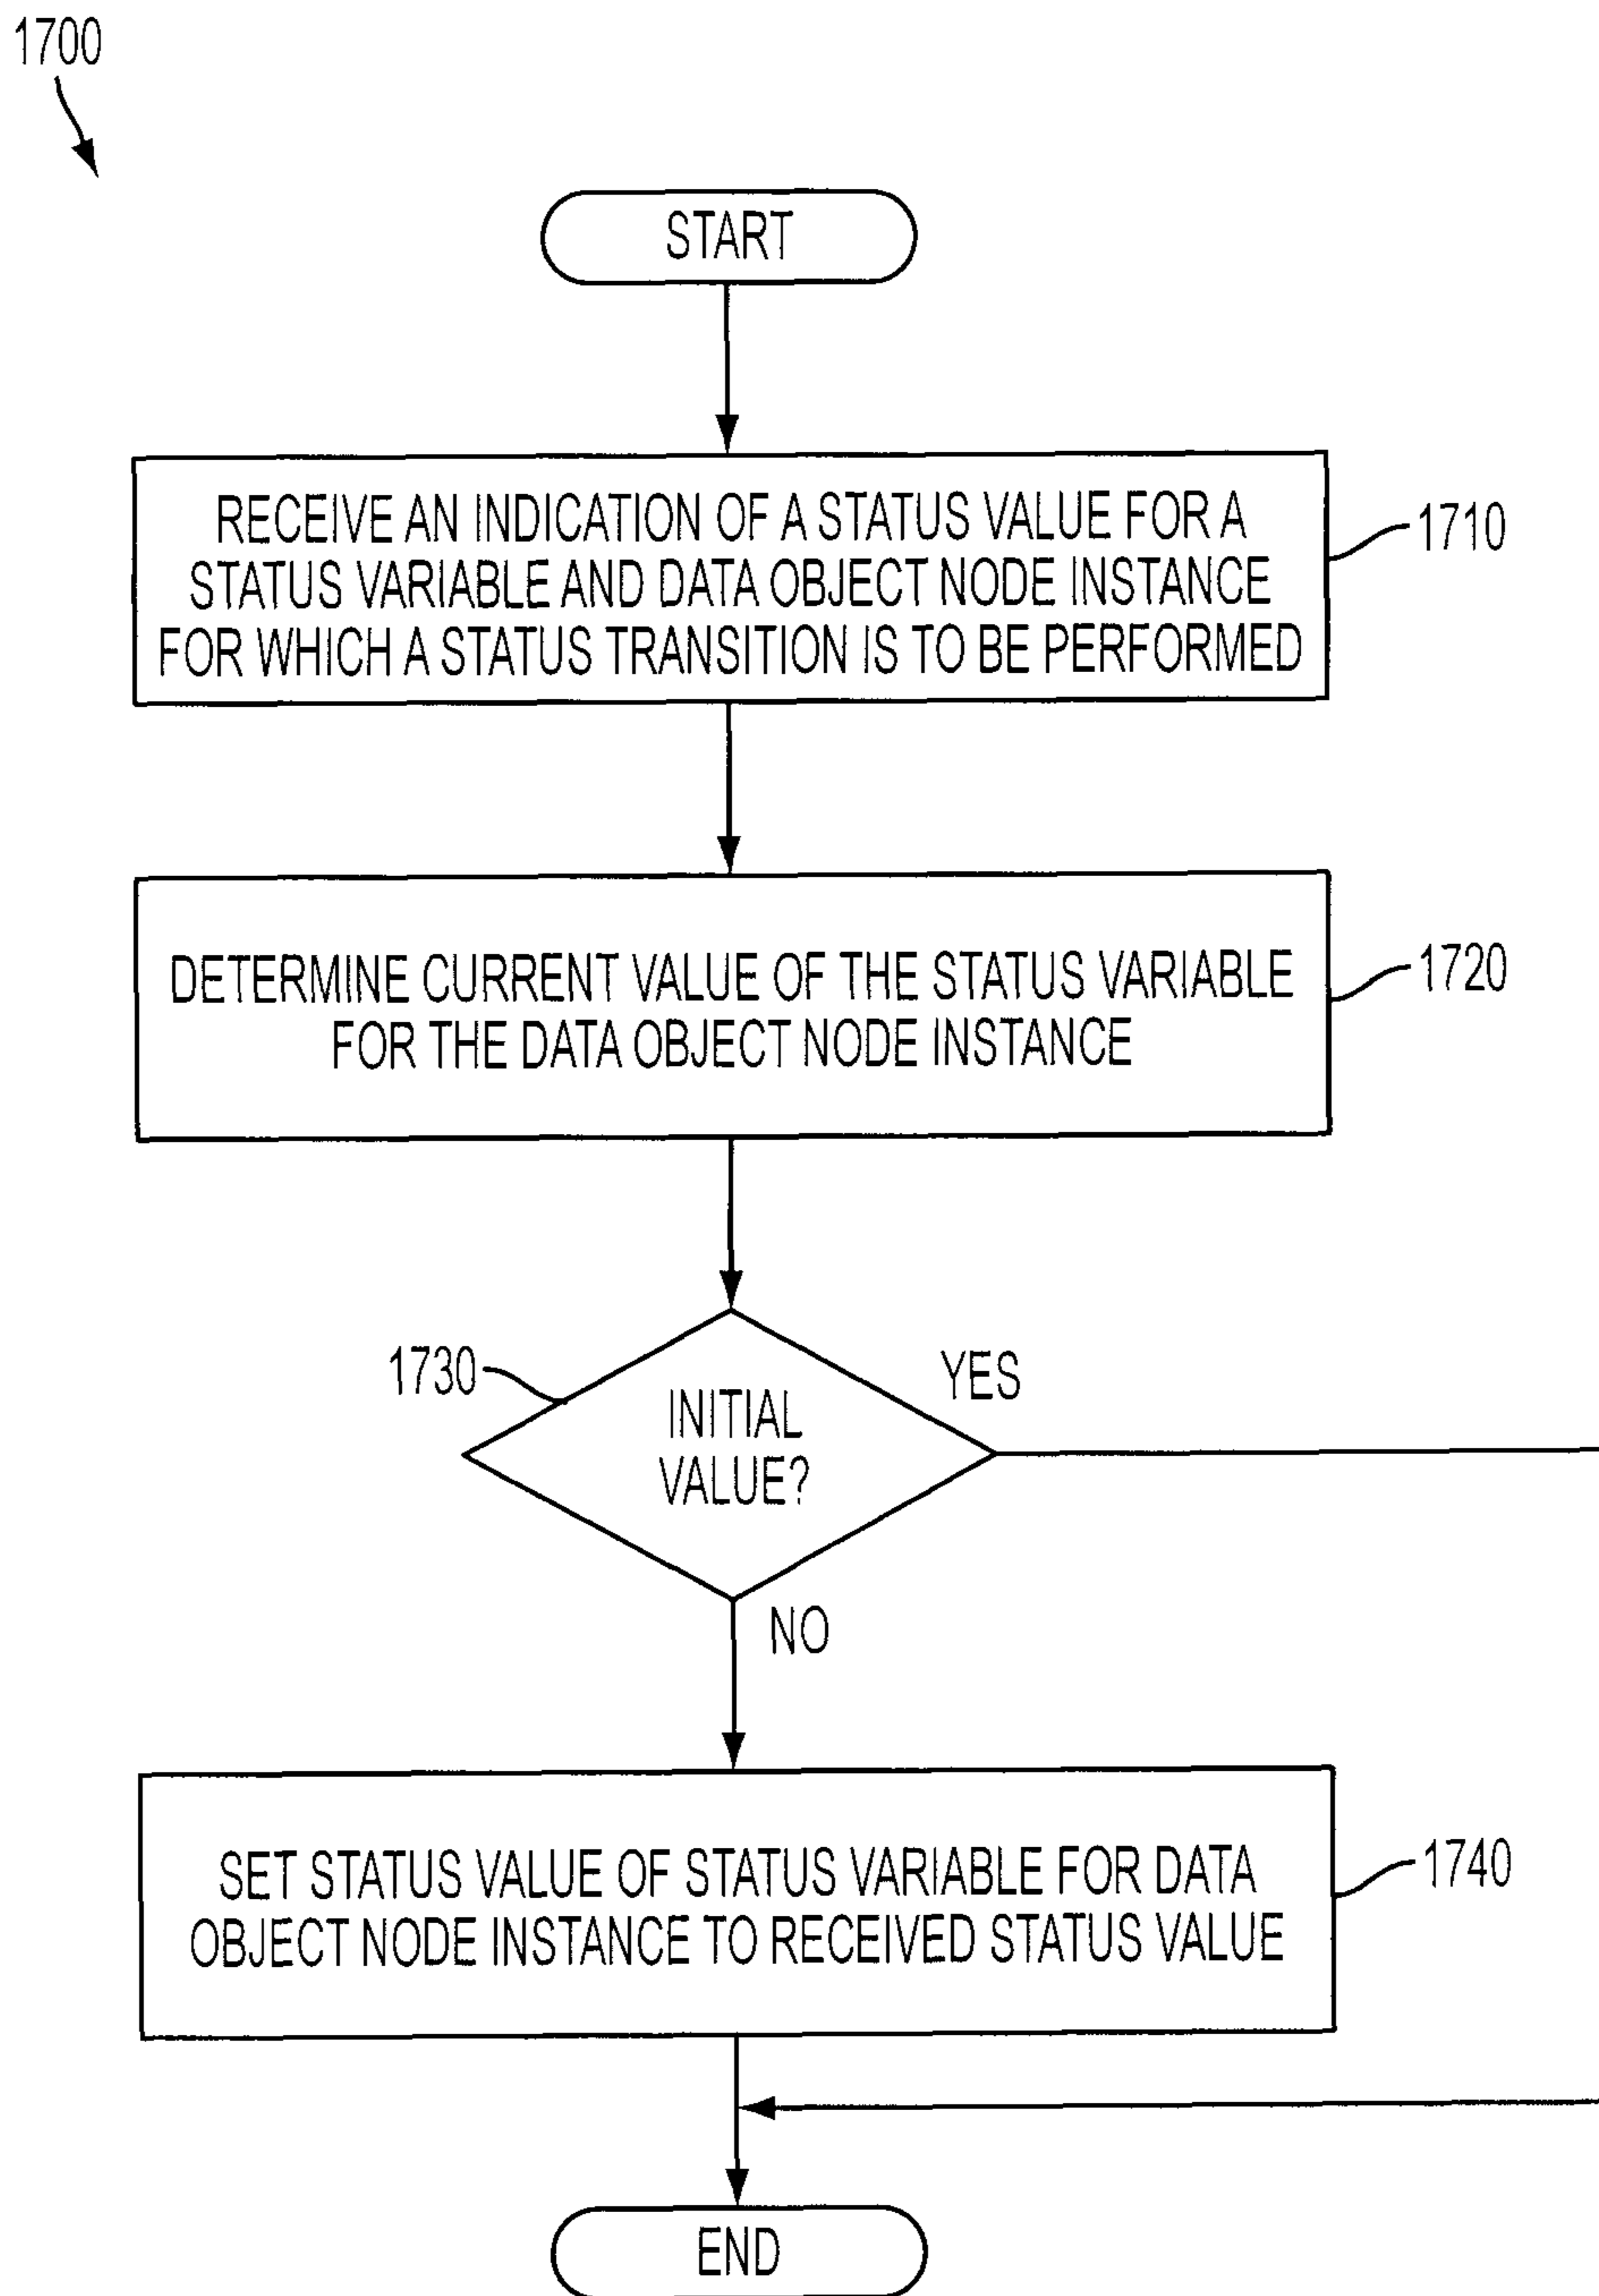 1700
START
RECEIVE AN INDICATION OF A STATUS VALUE FOR A
STATUS VARIABLE AND DATA OBJECT NODE INSTANCE
FOR WHICH A STATUS TRANSITION IS TO BE PERFORMED
1710
DETERMINE CURRENT VALUE OF THE STATUS VARIABLE
FOR THE DATA OBJECT NODE INSTANCE
1720
1730
INITIAL
VALUE?
YES
NO
SET STATUS VALUE OF STATUS VARIABLE FOR DATA
OBJECT NODE INSTANCE TO RECEIVED STATUS VALUE
1740
END